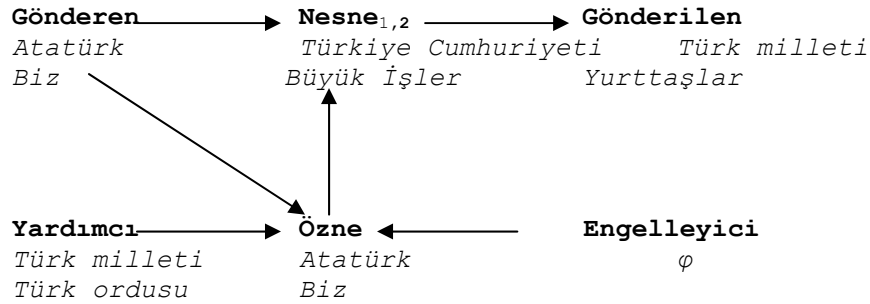 Gönderen Nesne1,2 Gönderilen
Atatürk Türkiye Cumhuriyeti Türk milleti
Biz Büyük İşler Yurttaşlar
Yardımcı Özne Engelleyici
Türk milleti Atatürk φ
Türk ordusu Biz